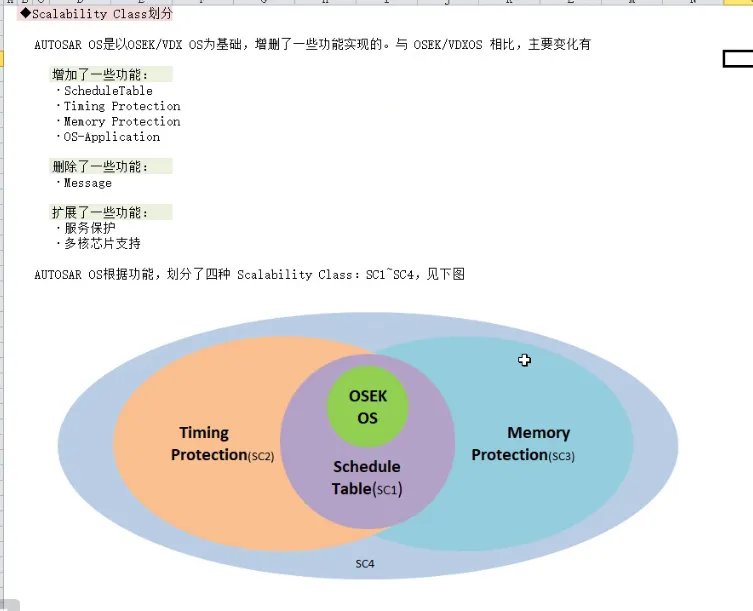 ◆Scalability Class划分
AUTOSAR OS是以OSEK/VDX OS为基础，增删了一些功能实现的。与 OSEK/VDXOS 相比，主要变化有
增加了一些功能：
·ScheduleTable
·Timing Protection
·Memory Protection
·OS-Application
删除了一些功能：
·Message
扩展了一些功能：
·服务保护
·多核芯片支持
AUTOSAR OS根据功能，划分了四种 Scalability Class：SC1~SC4，见下图
OSEK
OS
Timing
Protection(SC2)
Memory
Protection(SC3)
Schedule
Table(SC1)
SC4